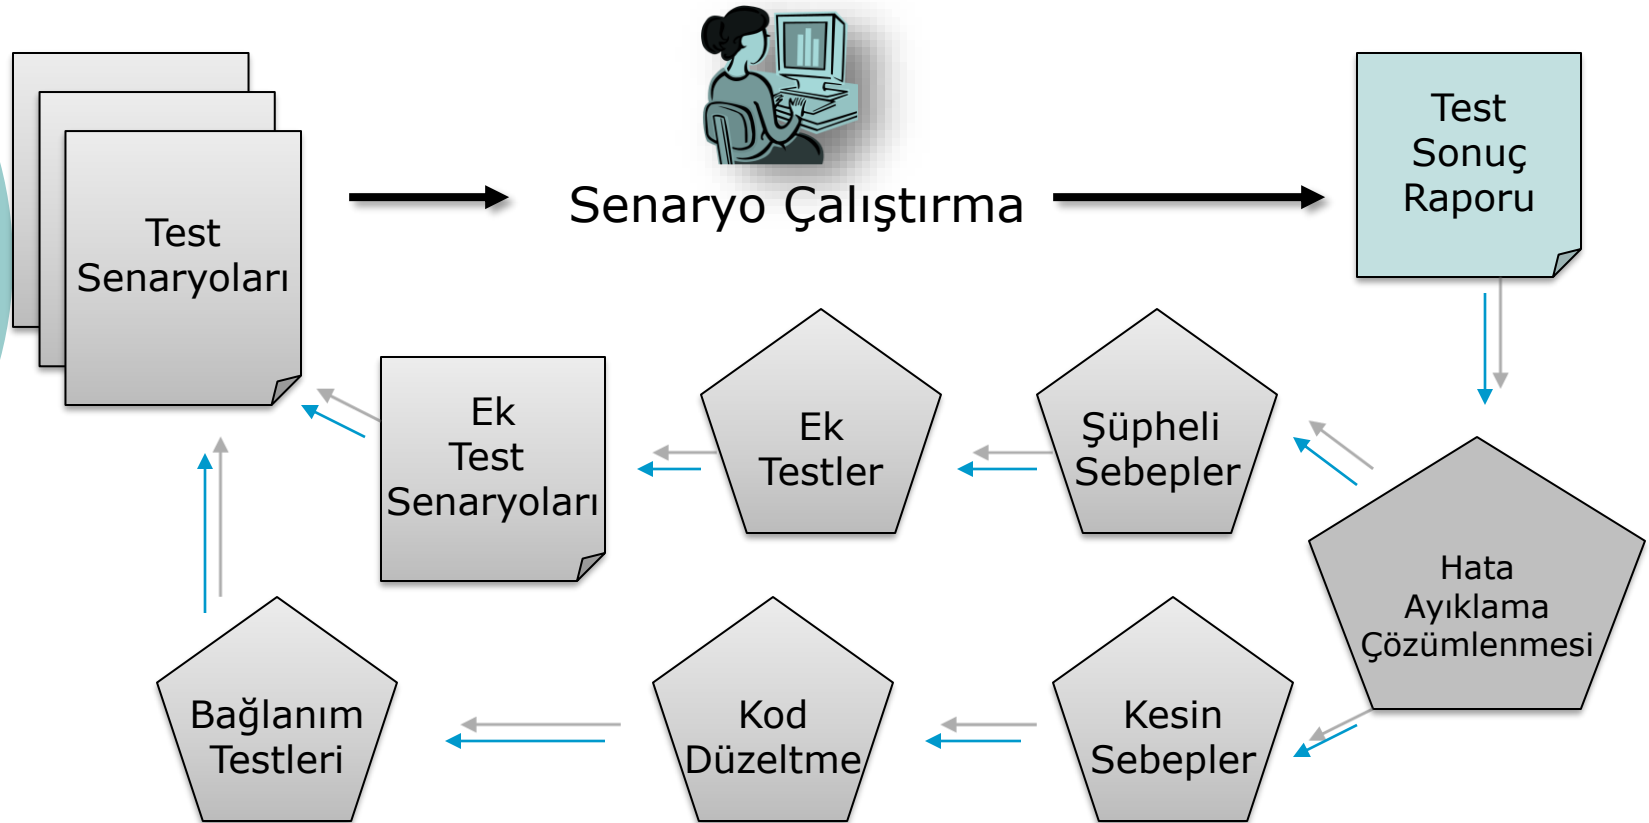 Test
Senaryoları
Senaryo Çalıştırma
Test
Sonuç
Raporu
Ek
Test
Senaryoları
Ek
Testler
Şüpheli
Sebepler
Hata
Ayıklama
Çözümlenmesi
Bağlanım
Testleri
Kod
Düzeltme
Kesin
Sebepler